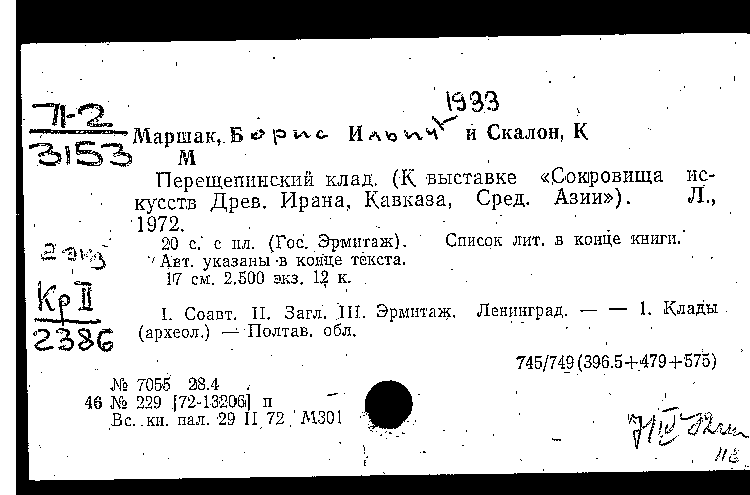 1933
71-2
3153
Маршак, Борис Ильич и Скалон, К
М
Перещепинский клад. (К выставке «Сокровища ис-
кусств Древ. Ирана, Кавказа, Сред. Азии»). Л.,
1972.
20 с. с пл. (Гос. Эрмитаж). Список лит. в конце книги.
Авт. указаны в конце текста.
17 см. 2.500 экз. 12 к.
2 экз
Кр II
2386
I. Соавт. II. Загл. III. Эрмитаж. Ленинград. — — 1. Клады
(археол.) — Полтав. обл.
745/749 (396.5+479+575)
№ 7055 28.4
46 № 229 [72-13206] п
Вс. кн. пал. 29 II 72 М301